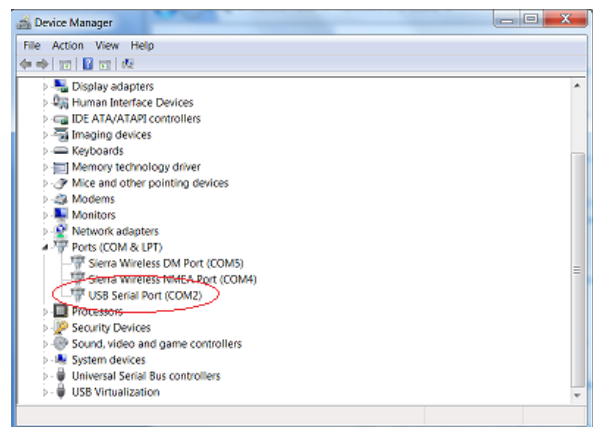 Device Manager
File Action View Help
Display adapters
Human Interface Devices
IDE ATA/ATAPI controllers
Imaging devices
Keyboards
Memory technology driver
Mice and other pointing devices
Modems
Monitors
Network adapters
Ports (COM & LPT)
Sierra Wireless DM Port (COM5)
Sierra Wireless NMEA Port (COM4)
USB Serial Port (COM2)
Processors
Security Devices
Sound, video and game controllers
System devices
Universal Serial Bus controllers
USB Virtualization